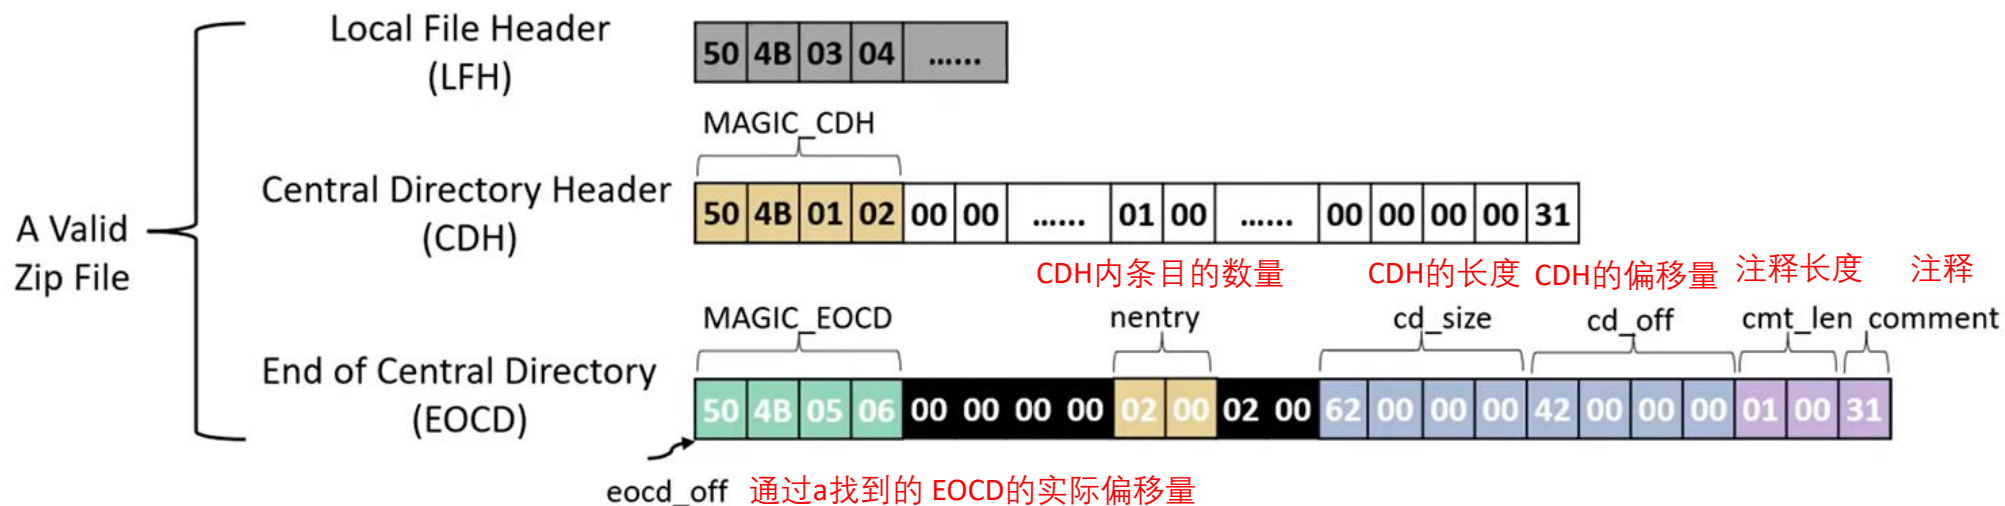 Local File Header
(LFH)
50 4B 03 04 ......
MAGIC_CDH
Central Directory Header
(CDH)
50 4B 01 02 00 00 ...... 01 00 ...... 00 00 00 00 31
A Valid
Zip File
CDH内条目的数量 CDH的长度 CDH的偏移量 注释长度 注释
MAGIC_EOCD nentry cd_size cd_off cmt_len comment
End of Central Directory
(EOCD)
50 4B 05 06 00 00 00 00 02 00 02 00 62 00 00 00 42 00 00 00 01 00 31
eocd_off 通过a找到的 EOCD的实际偏移量